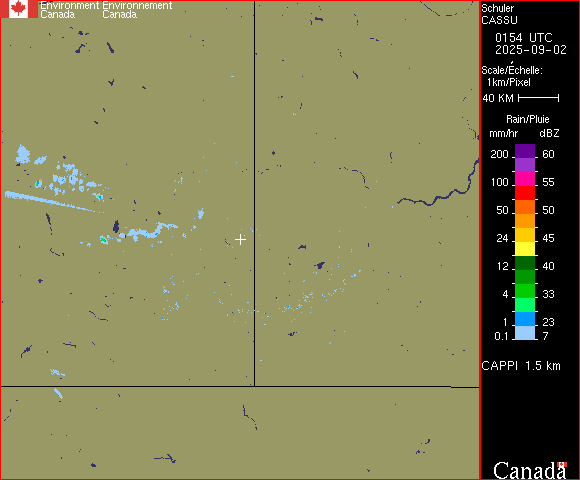 Environment Environnement
Canada Canada
Schuler
CASSU
0154 UTC
2025-09-02
Scale/Échelle:
1km/Pixel
40 KM
Rain/Pluie
mm/hr dBZ
200 60
100 55
50 50
24 45
12 40
4 33
1 23
0.1 7
CAPPI 1.5 km
Canada